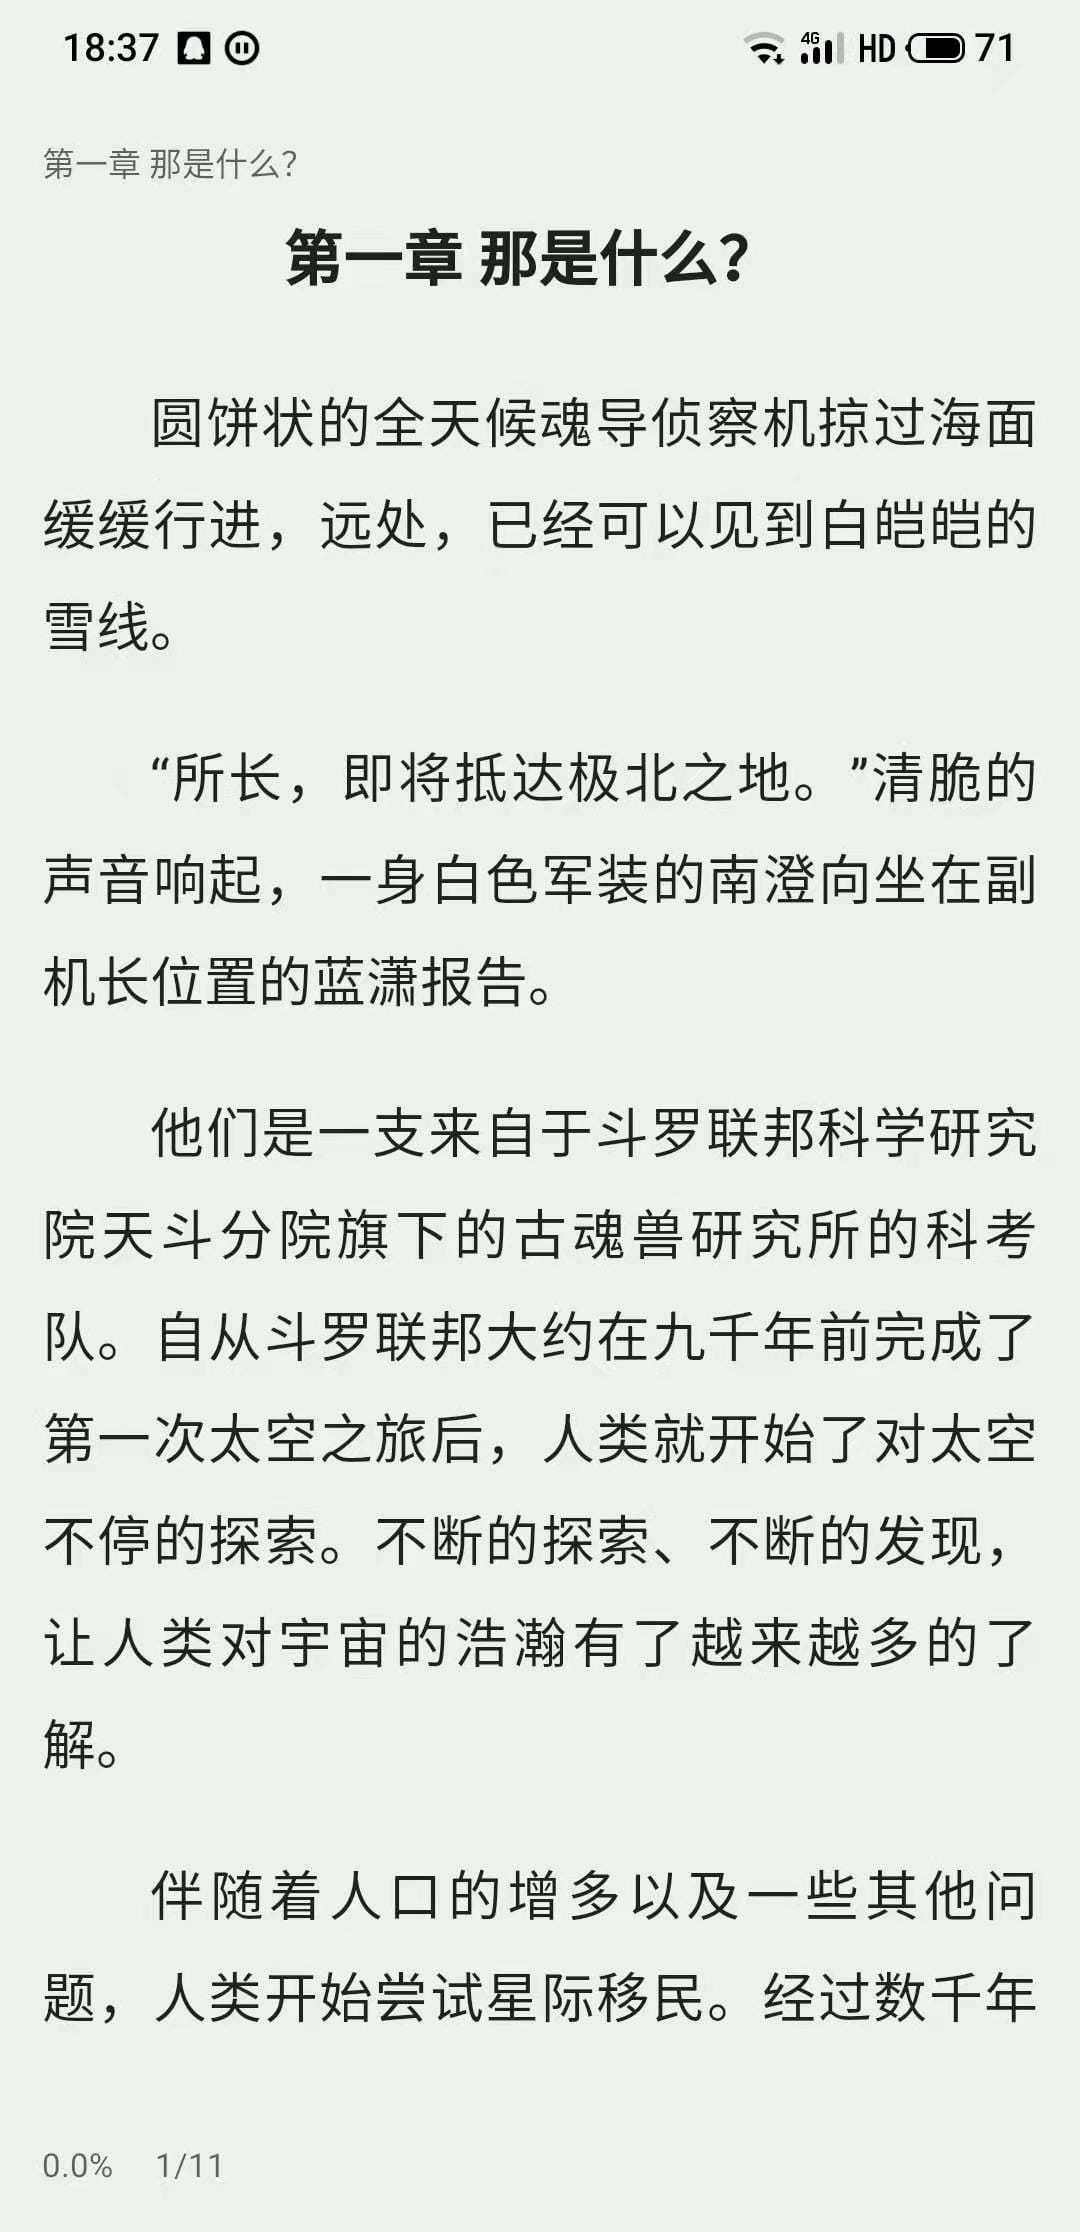 18:37 4G HD 71
第一章 那是什么？
第一章 那是什么？
圆饼状的全天候魂导侦察机掠过海面
缓缓行进，远处，已经可以见到白皑皑的
雪线。
“所长，即将抵达极北之地。”清脆的
声音响起，一身白色军装的南澄向坐在副
机长位置的蓝潇报告。
他们是一支来自于斗罗联邦科学研究
院天斗分院旗下的古魂兽研究所的科考
队。自从斗罗联邦大约在九千年前完成了
第一次太空之旅后，人类就开始了对太空
不停的探索。不断的探索、不断的发现，
让人类对宇宙的浩瀚有了越来越多的了
解。
伴随着人口的增多以及一些其他问
题，人类开始尝试星际移民。经过数千年
0.0% 1/11